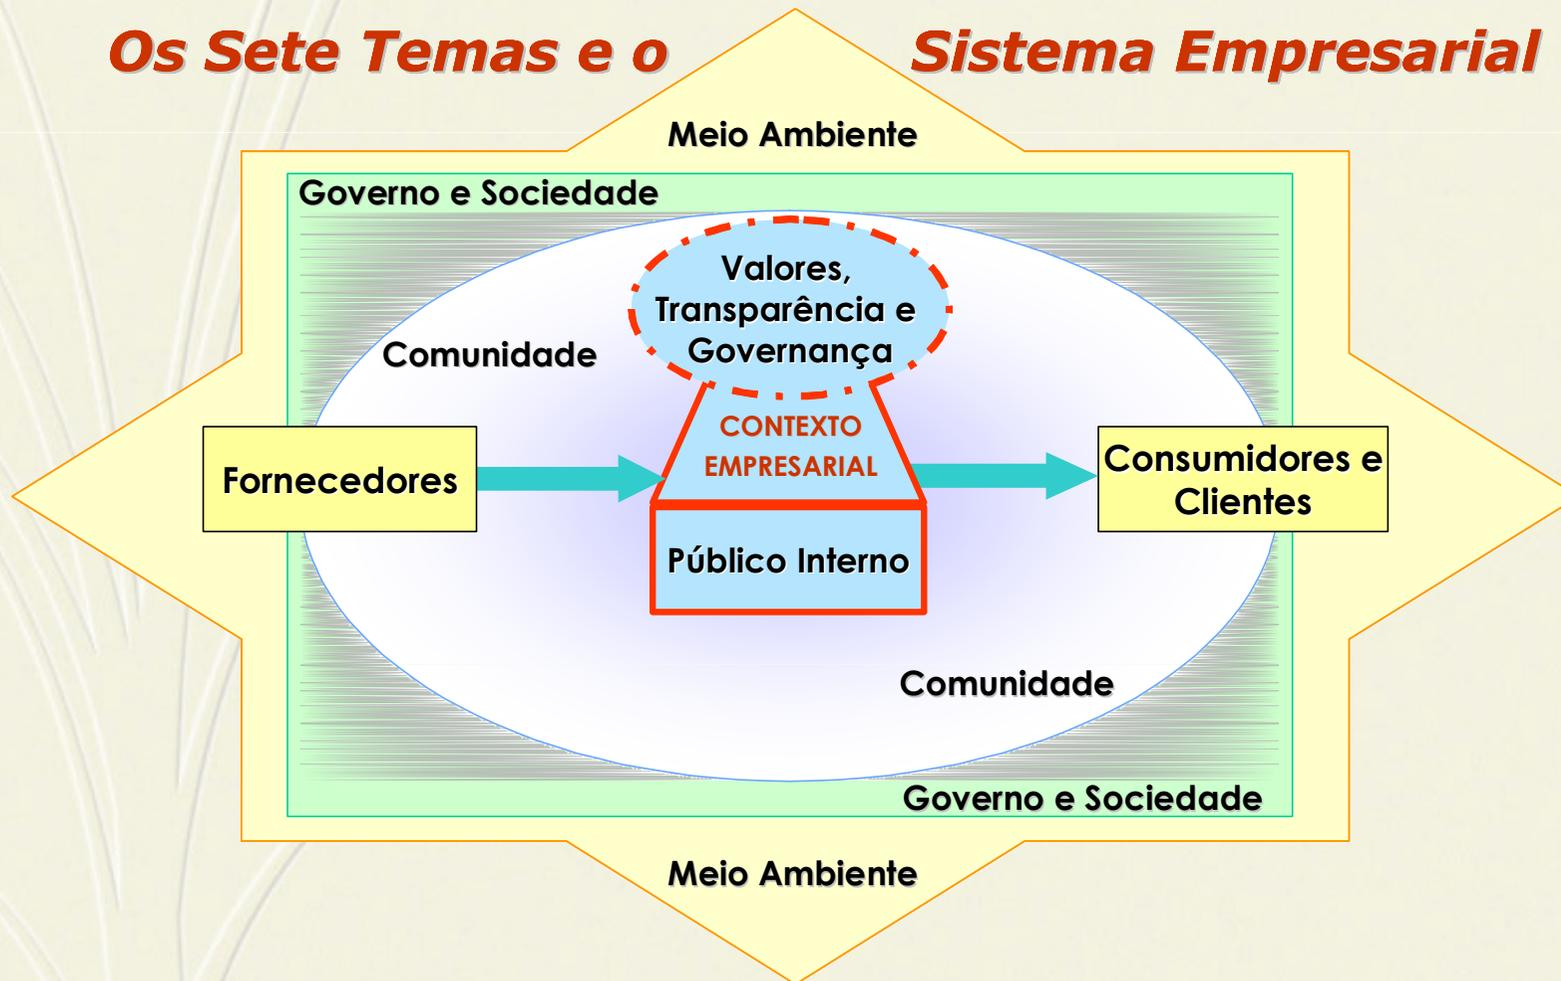 Os Sete Temas e o Sistema Empresarial
Meio Ambiente
Governo e Sociedade
Valores,
Transparência e
Governança
Comunidade
CONTEXTO
EMPRESARIAL
Fornecedores
Consumidores e
Clientes
Público Interno
Comunidade
Governo e Sociedade
Meio Ambiente